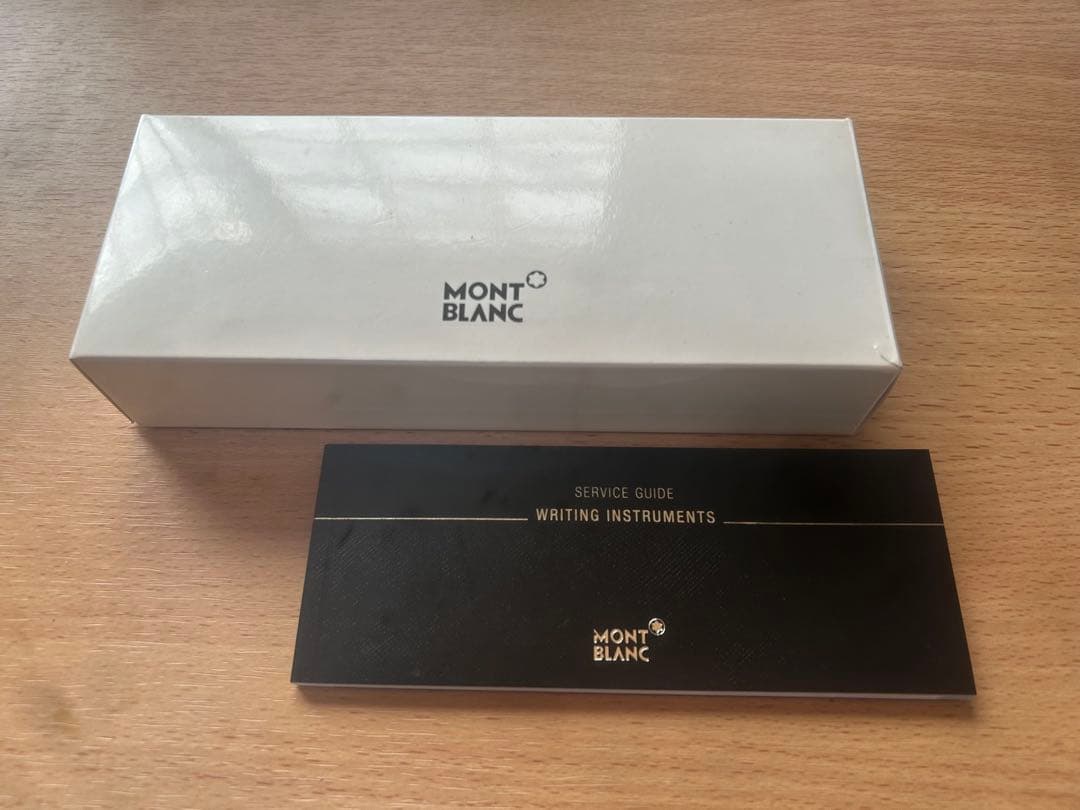 MONT
BLANC
SERVICE GUIDE
WRITING INSTRUMENTS
MONT
BLANC